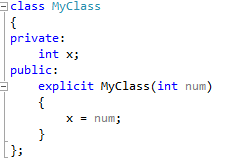 class MyClass
{
private:
    int x;
public:
    explicit MyClass(int num)
    {
        x = num;
    }
};